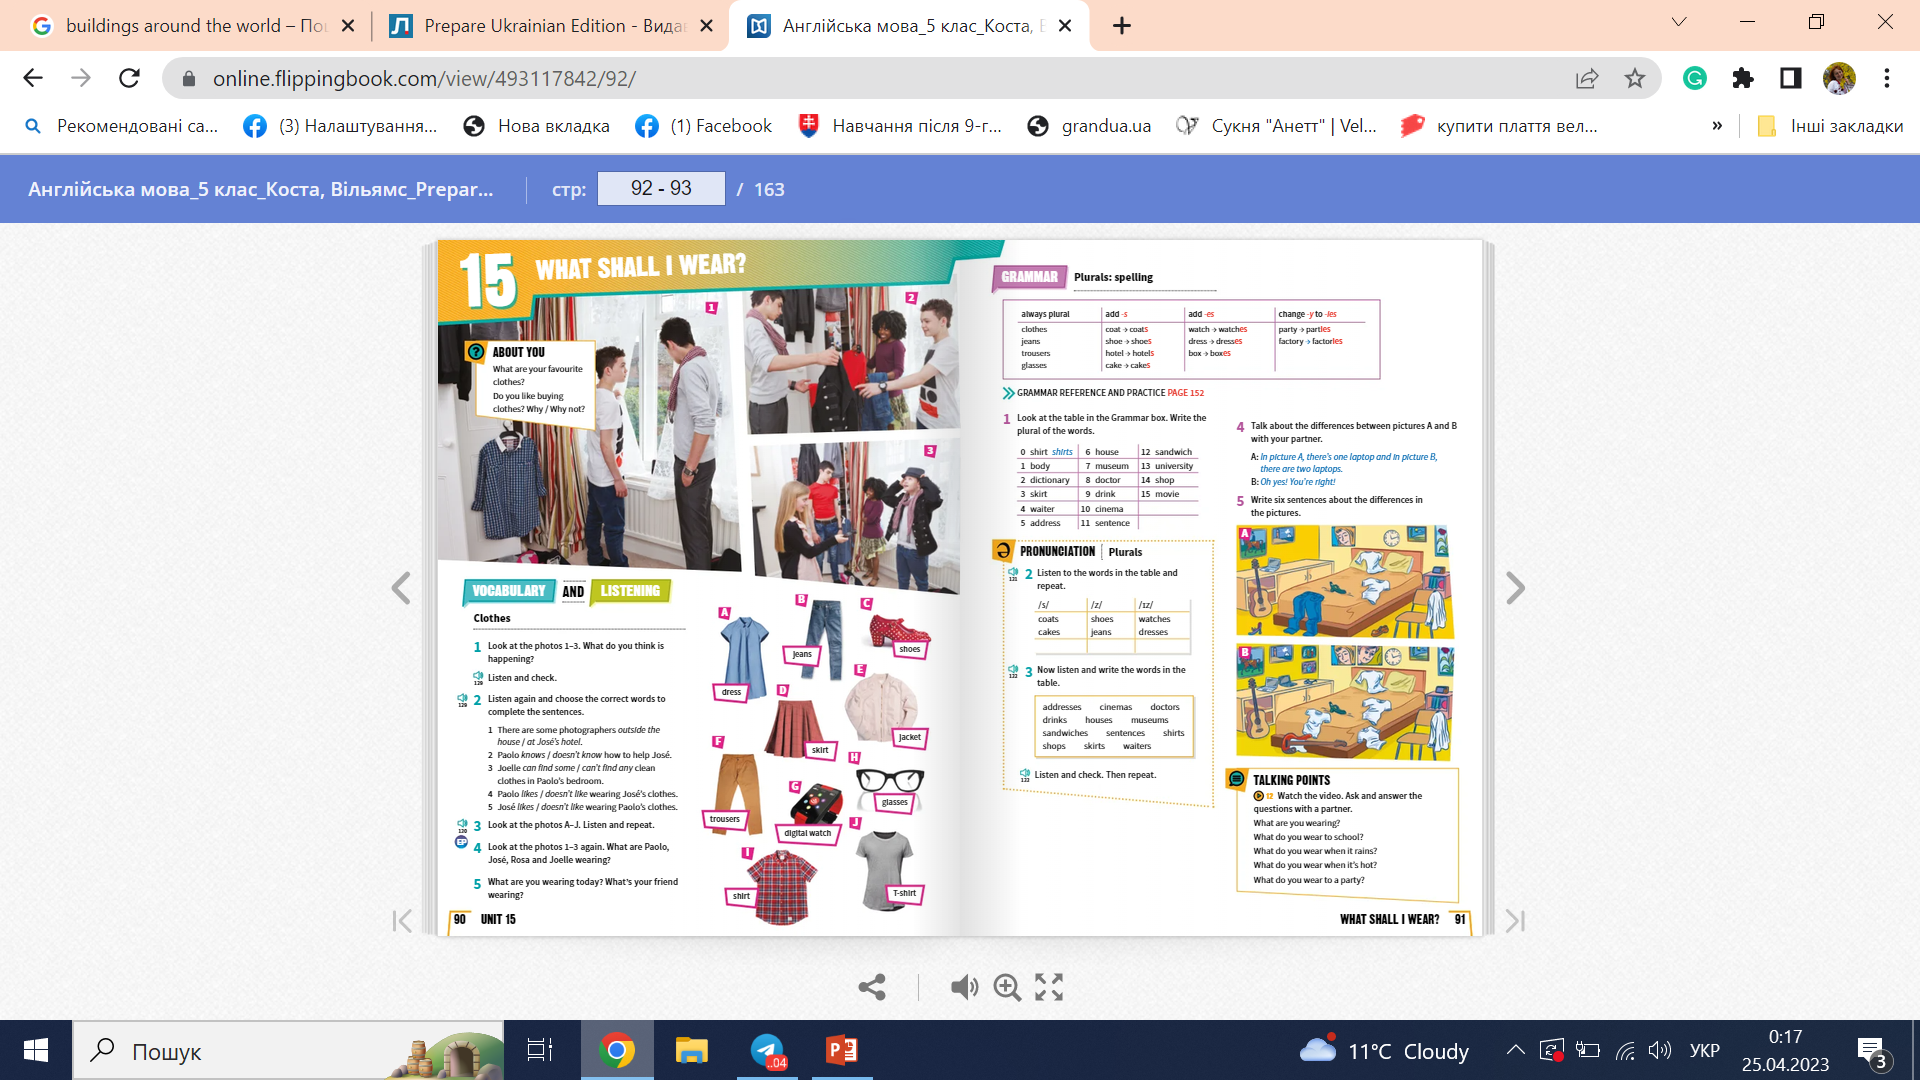 buildings around the world – По
Prepare Ukrainian Edition - Вида
Англійська мова_5 клас_Коста, В
online.flippingbook.com/view/493117842/92/
Рекомендовані са...
(3) Налаштування...
Нова вкладка
(1) Facebook
Навчання після 9-г...
grandua.ua
Сукня "Анетт" | Vel...
купити плаття вел...
»
Інші закладки
Англійська мова_5 клас_Коста, Вільямс_Prepar...
стр:
92 - 93
/ 163
15 WHAT SHALL I WEAR?
1
2
3
? ABOUT YOU
What are your favourite
clothes?
Do you like buying
clothes? Why / Why not?
VOCABULARY AND LISTENING
Clothes
1 Look at the photos 1–3. What do you think is
happening?
129 Listen and check.
129 2 Listen again and choose the correct words to
complete the sentences.
1 There are some photographers outside the
house / at José's hotel.
2 Paolo knows / doesn't know how to help José.
3 Joelle can find some / can't find any clean
clothes in Paolo's bedroom.
4 Paolo likes / doesn't like wearing José's clothes.
5 José likes / doesn't like wearing Paolo's clothes.
3 Look at the photos A–J. Listen and repeat.
EP
4 Look at the photos 1–3 again. What are Paolo,
José, Rosa and Joelle wearing?
5 What are you wearing today? What's your friend
wearing?
A
dress
B
jeans
C
shoes
D
skirt
E
jacket
F
trousers
G
digital watch
H
glasses
I
shirt
J
T-shirt
90 UNIT 15
GRAMMAR Plurals: spelling
always plural add -s add -es change -y to -ies
clothes coat → coats watch → watches party → parties
jeans shoe → shoes dress → dresses factory → factories
trousers hotel → hotels box → boxes
glasses cake → cakes
GRAMMAR REFERENCE AND PRACTICE PAGE 152
1 Look at the table in the Grammar box. Write the
plural of the words.
0 shirt shirts 6 house 12 sandwich
1 body 7 museum 13 university
2 dictionary 8 doctor 14 shop
3 skirt 9 drink 15 movie
4 waiter 10 cinema
5 address 11 sentence
ə PRONUNCIATION Plurals
131 2 Listen to the words in the table and
repeat.
/s/ /z/ /ɪz/
coats shoes watches
cakes jeans dresses
3 Now listen and write the words in the
table.
addresses cinemas doctors
drinks houses museums
sandwiches sentences shirts
shops skirts waiters
Listen and check. Then repeat.
4 Talk about the differences between pictures A and B
with your partner.
A: In picture A, there's one laptop and in picture B,
there are two laptops.
B: Oh yes! You're right!
5 Write six sentences about the differences in
the pictures.
A
B
TALKING POINTS
12 Watch the video. Ask and answer the
questions with a partner.
What are you wearing?
What do you wear to school?
What do you wear when it rains?
What do you wear when it's hot?
What do you wear to a party?
WHAT SHALL I WEAR? 91
Пошук
..04
11°C Cloudy
УКР
0:17
25.04.2023
3